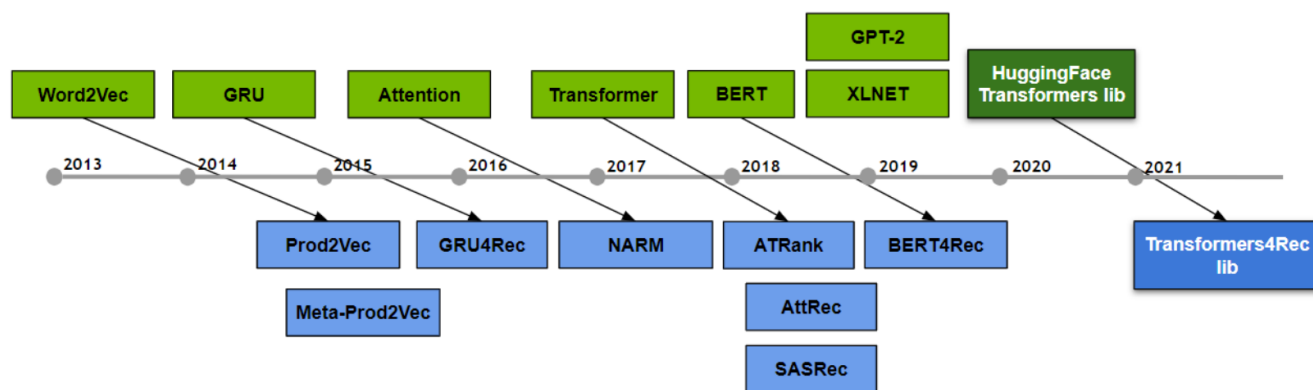 GPT-2
Word2Vec
GRU
Attention
Transformer
BERT
XLNET
HuggingFace
Transformers lib
2013
2014
2015
2016
2017
2018
2019
2020
2021
Prod2Vec
GRU4Rec
NARM
ATRank
BERT4Rec
Transformers4Rec
lib
Meta-Prod2Vec
AttRec
SASRec